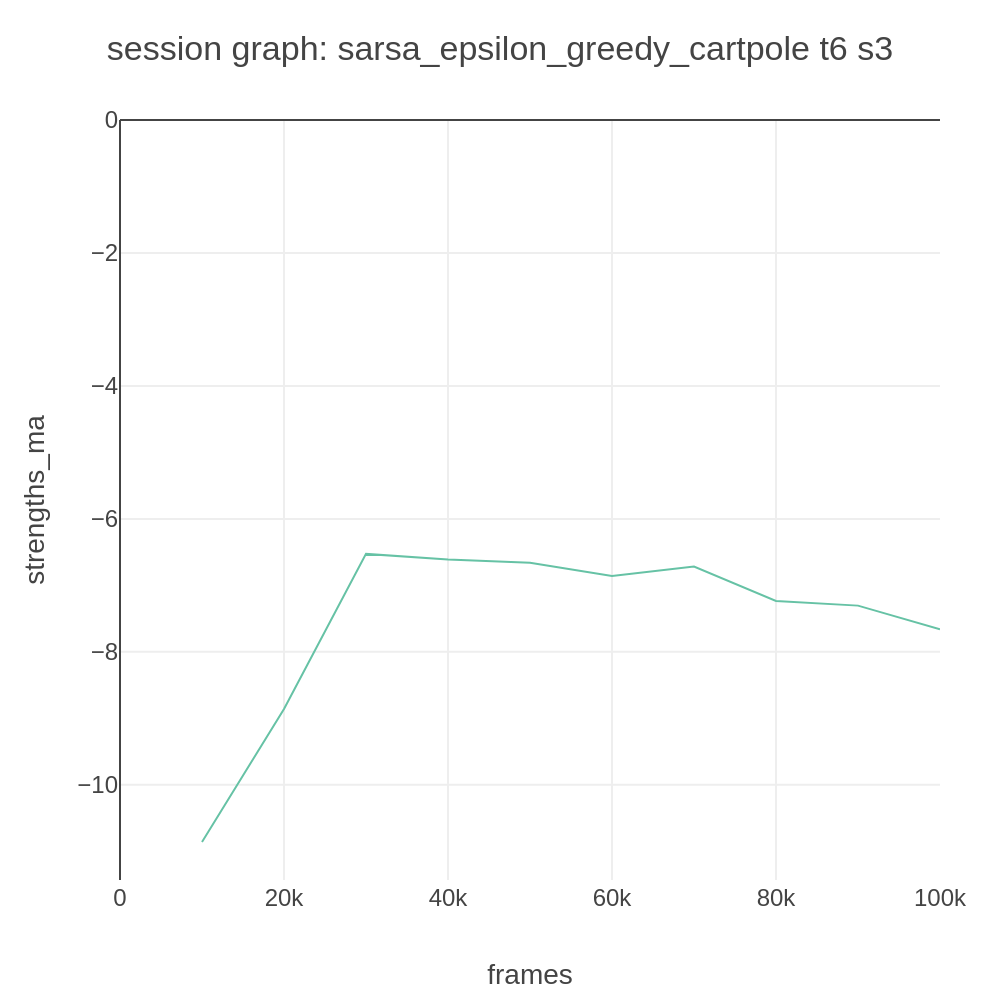 session graph: sarsa_epsilon_greedy_cartpole t6 s3
0
−2
−4
−6
−8
−10
strengths_ma
0 20k 40k 60k 80k 100k
frames